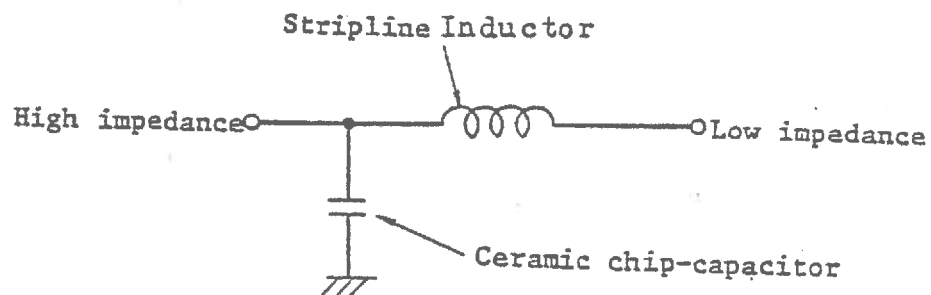 Stripline Inductor
High impedance
Low impedance
Ceramic chip-capacitor